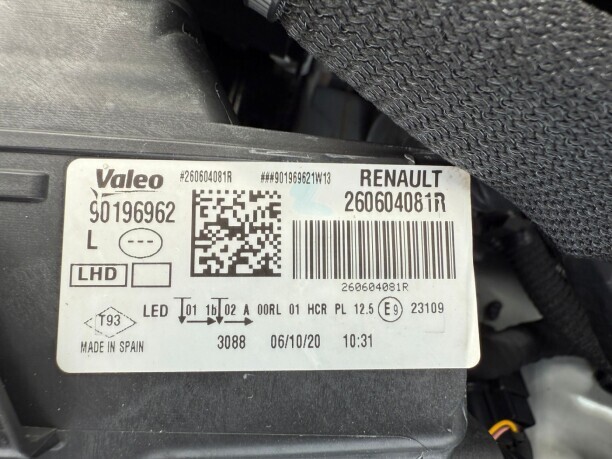 Valeo #260604081R ###901969621W13 RENAULT
90196962 260604081R
L
LHD
260604081R
T93 LED 01 1b 02 A 00RL 01 HCR PL 12.5 E9 23109
MADE IN SPAIN 3088 06/10/20 10:31